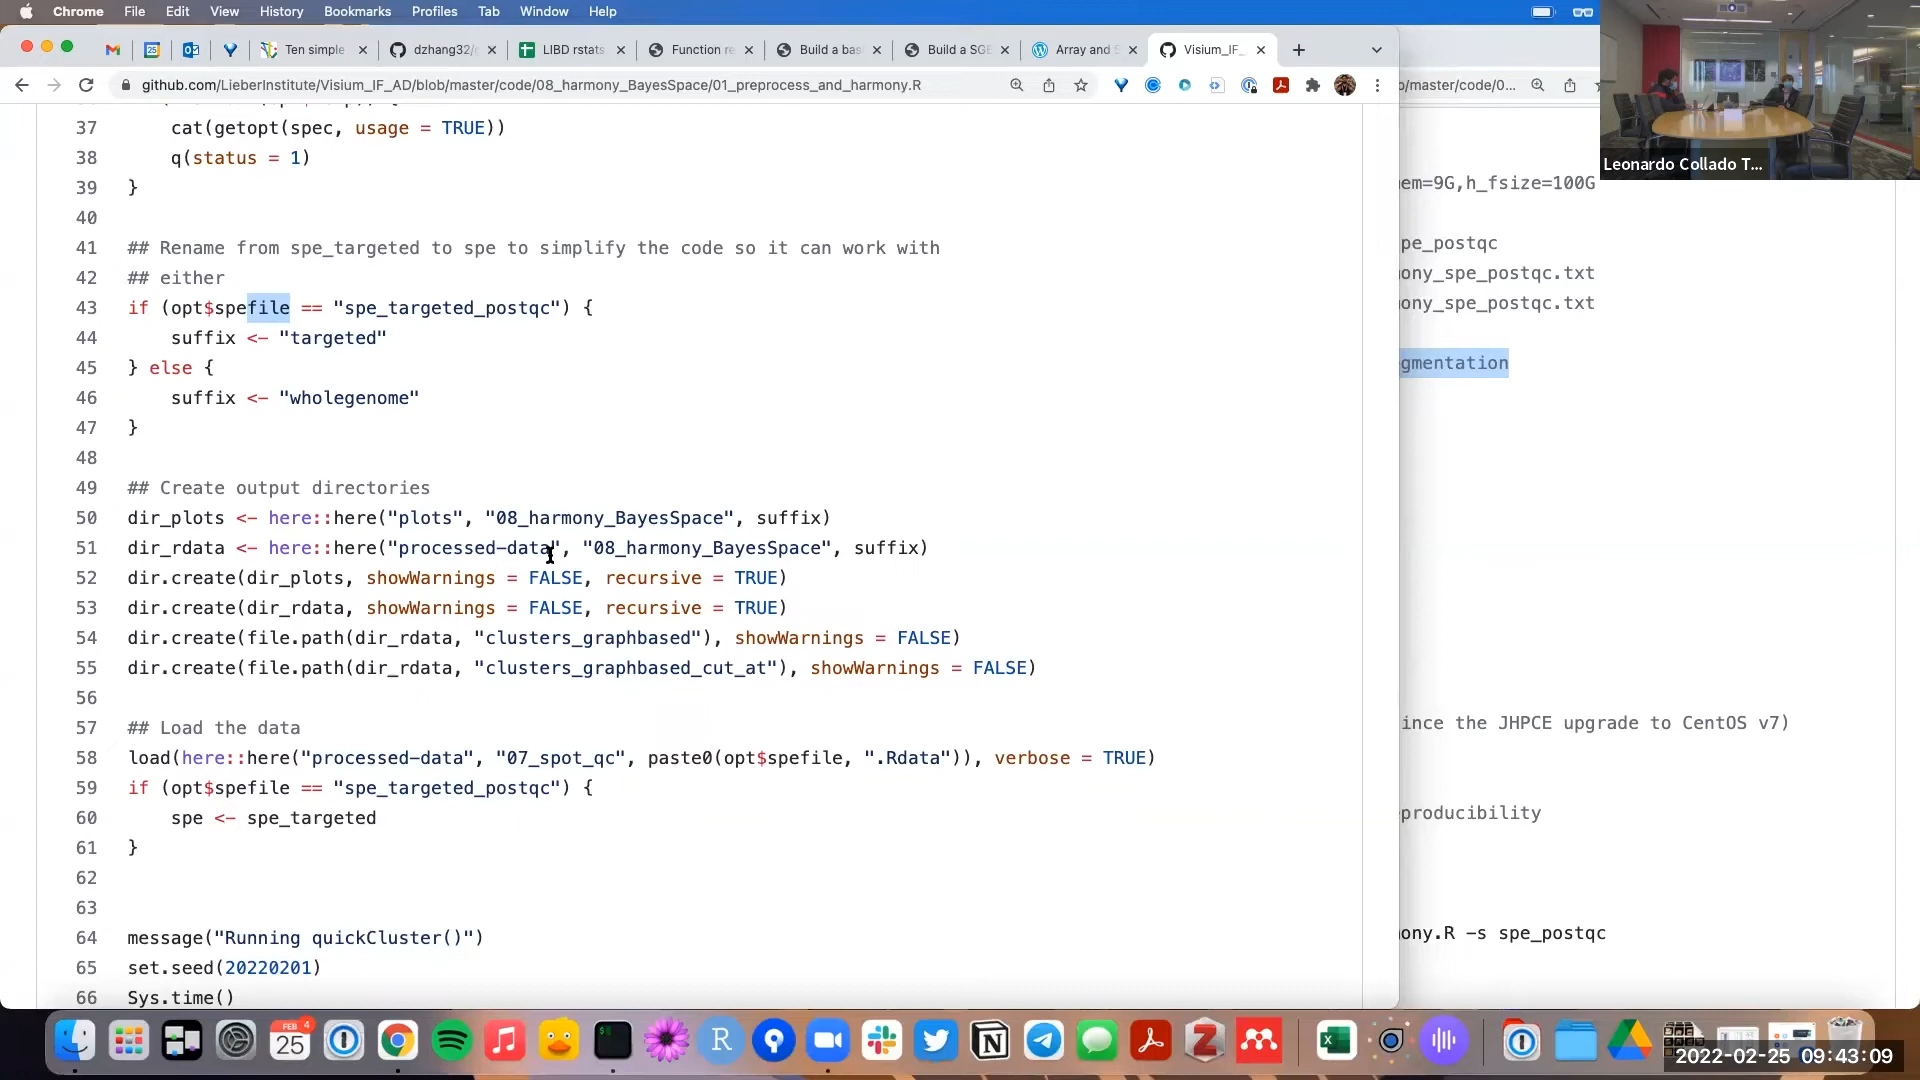 Chrome File Edit View History Bookmarks Profiles Tab Window Help
Ten simple
dzhang32/
LIBD rstats
Function re
Build a bas
Build a SGE
Array and S
Visium_IF_
github.com/LieberInstitute/Visium_IF_AD/blob/master/code/08_harmony_BayesSpace/01_preprocess_and_harmony.R
b/master/code/0...
Leonardo Collado T...
37 cat(getopt(spec, usage = TRUE))
38 q(status = 1)
39 }
40
41 ## Rename from spe_targeted to spe to simplify the code so it can work with
42 ## either
43 if (opt$spefile == "spe_targeted_postqc") {
44 suffix <- "targeted"
45 } else {
46 suffix <- "wholegenome"
47 }
48
49 ## Create output directories
50 dir_plots <- here::here("plots", "08_harmony_BayesSpace", suffix)
51 dir_rdata <- here::here("processed-data", "08_harmony_BayesSpace", suffix)
52 dir.create(dir_plots, showWarnings = FALSE, recursive = TRUE)
53 dir.create(dir_rdata, showWarnings = FALSE, recursive = TRUE)
54 dir.create(file.path(dir_rdata, "clusters_graphbased"), showWarnings = FALSE)
55 dir.create(file.path(dir_rdata, "clusters_graphbased_cut_at"), showWarnings = FALSE)
56
57 ## Load the data
58 load(here::here("processed-data", "07_spot_qc", paste0(opt$spefile, ".Rdata")), verbose = TRUE)
59 if (opt$spefile == "spe_targeted_postqc") {
60 spe <- spe_targeted
61 }
62
63
64 message("Running quickCluster()")
65 set.seed(20220201)
66 Sys.time()
em=9G,h_fsize=100G
pe_postqc
ony_spe_postqc.txt
ony_spe_postqc.txt
gmentation
ince the JHPCE upgrade to CentOS v7)
producibility
ony.R -s spe_postqc
FEB
25
4
2022-02-25 09:43:09